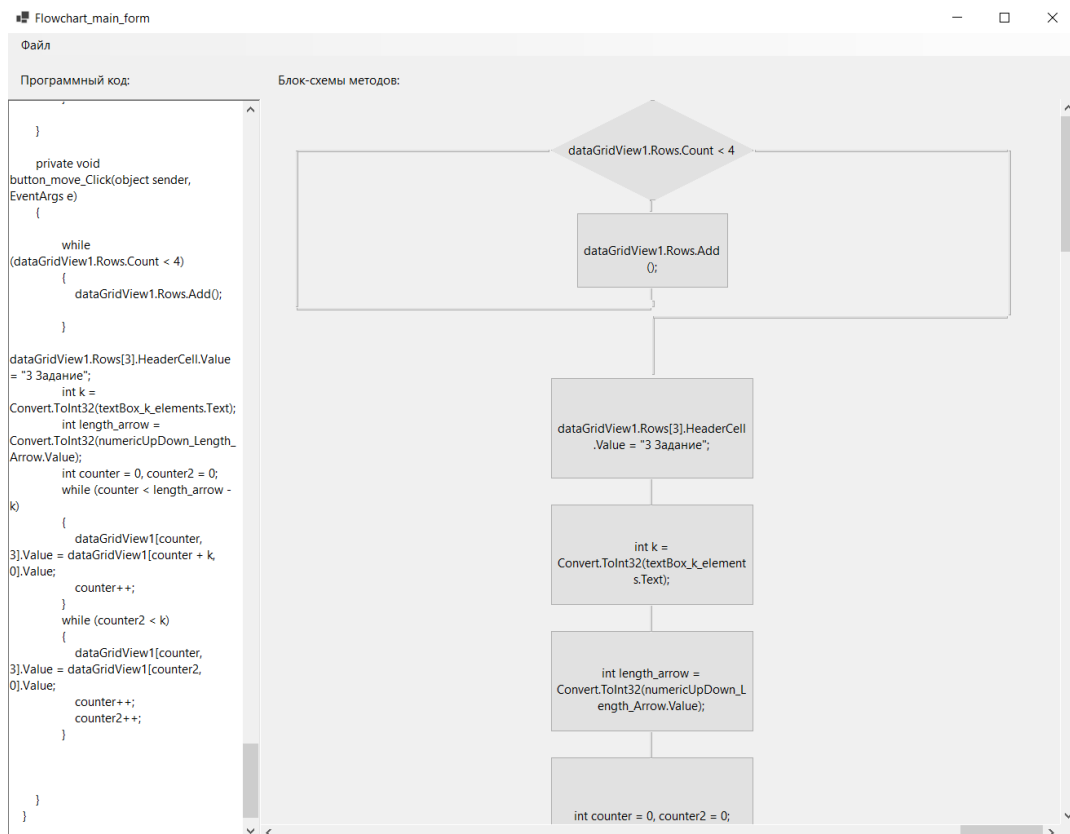 Flowchart_main_form
Файл
Программный код:
Блок-схемы методов:
}
private void
button_move_Click(object sender,
EventArgs e)
{
while
(dataGridView1.Rows.Count < 4)
{
dataGridView1.Rows.Add();
}
dataGridView1.Rows[3].HeaderCell.Value
= "3 Задание";
int k =
Convert.ToInt32(textBox_k_elements.Text);
int length_arrow =
Convert.ToInt32(numericUpDown_Length_
Arrow.Value);
int counter = 0, counter2 = 0;
while (counter < length_arrow -
k)
{
dataGridView1[counter,
3].Value = dataGridView1[counter + k,
0].Value;
counter++;
}
while (counter2 < k)
{
dataGridView1[counter,
3].Value = dataGridView1[counter2,
0].Value;
counter++;
counter2++;
}
}
}
dataGridView1.Rows.Count < 4
dataGridView1.Rows.Add
();
dataGridView1.Rows[3].HeaderCell
.Value = "3 Задание";
int k =
Convert.ToInt32(textBox_k_element
s.Text);
int length_arrow =
Convert.ToInt32(numericUpDown_L
ength_Arrow.Value);
int counter = 0, counter2 = 0;